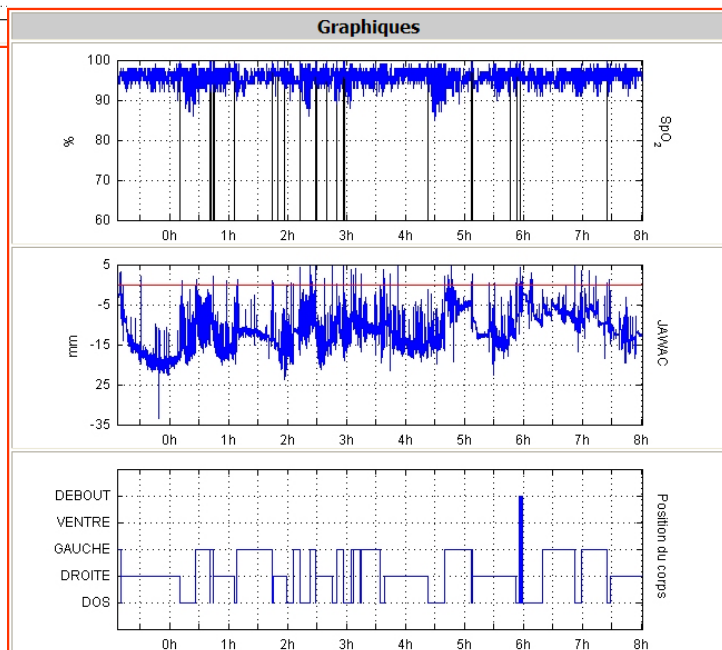 Graphiques
100
90
80
70
60
%
SpO2
0h 1h 2h 3h 4h 5h 6h 7h 8h
5
-5
-15
25
-35
mm
JAWAC
0h 1h 2h 3h 4h 5h 6h 7h 8h
DEBOUT
VENTRE
GAUCHE
DROITE
DOS
Position du corps
0h 1h 2h 3h 4h 5h 6h 7h 8h